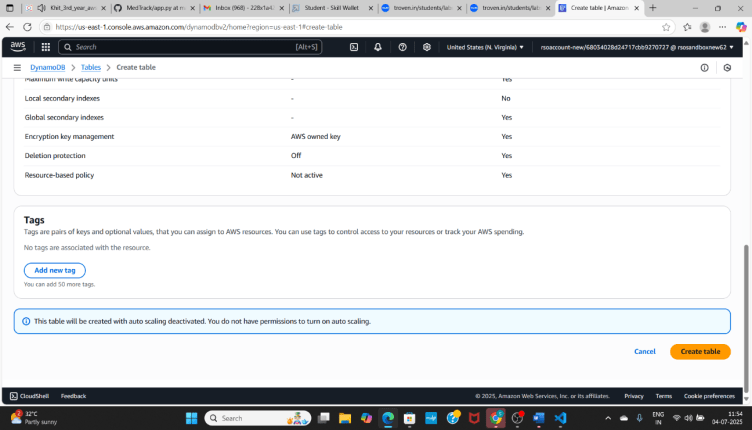 Khit_3rd_year_aws
MedTrack/app.py at m
Inbox (968) - 228x1a4
Student - Skill Wallet
troven.in/students/lab
troven.in/students/lab
Create table | Amazon
https://us-east-1.console.aws.amazon.com/dynamodbv2/home?region=us-east-1#create-table
aws
Search
[Alt+S]
United States (N. Virginia)
rsoaccount-new/68034028d24717cbb9270727 @ rsosandboxnew62
DynamoDB > Tables > Create table
Maximum write capacity units - Yes
Local secondary indexes - No
Global secondary indexes - Yes
Encryption key management AWS owned key Yes
Deletion protection Off Yes
Resource-based policy Not active Yes
Tags
Tags are pairs of keys and optional values, that you can assign to AWS resources. You can use tags to control access to your resources or track your AWS spending.
No tags are associated with the resource.
Add new tag
You can add 50 more tags.
This table will be created with auto scaling deactivated. You do not have permissions to turn on auto scaling.
Cancel
Create table
CloudShell Feedback
© 2025, Amazon Web Services, Inc. or its affiliates. Privacy Terms Cookie preferences
32°C
Partly sunny
Search
ENG
IN
11:54
04-07-2025